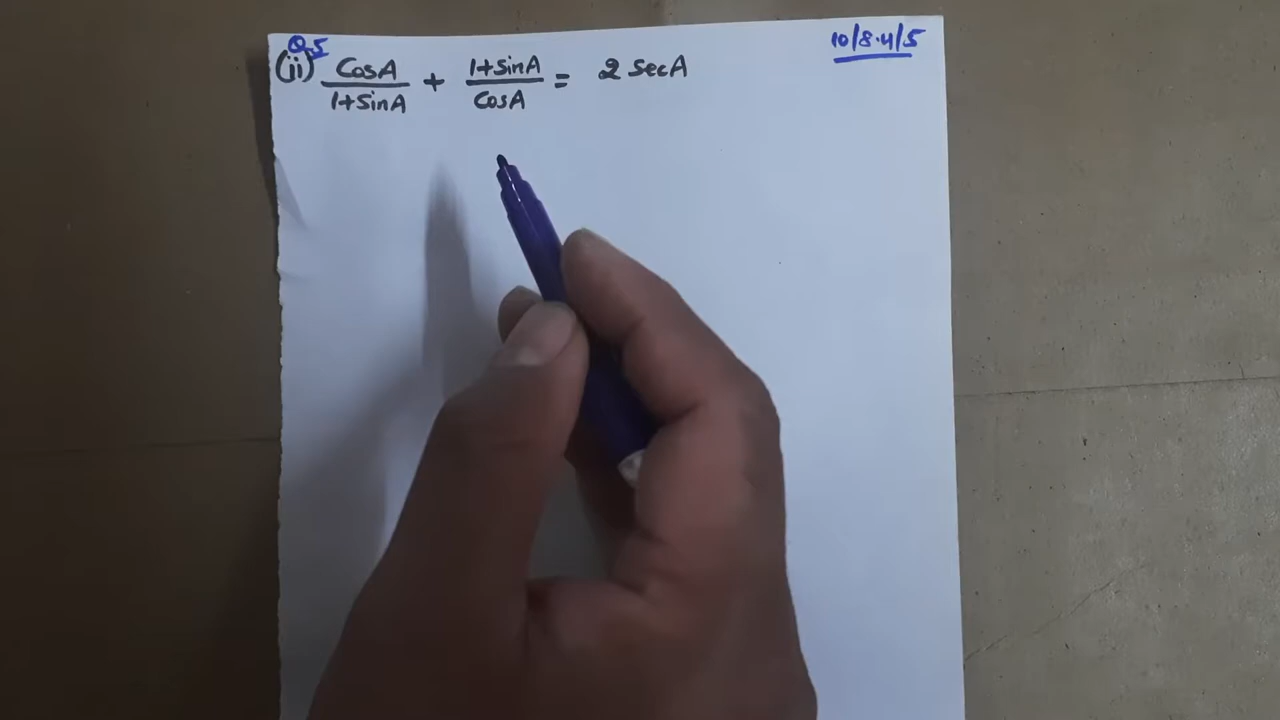 Q.5 10/8.4/5
(ii) CosA/1+SinA + 1+SinA/CosA = 2 SecA